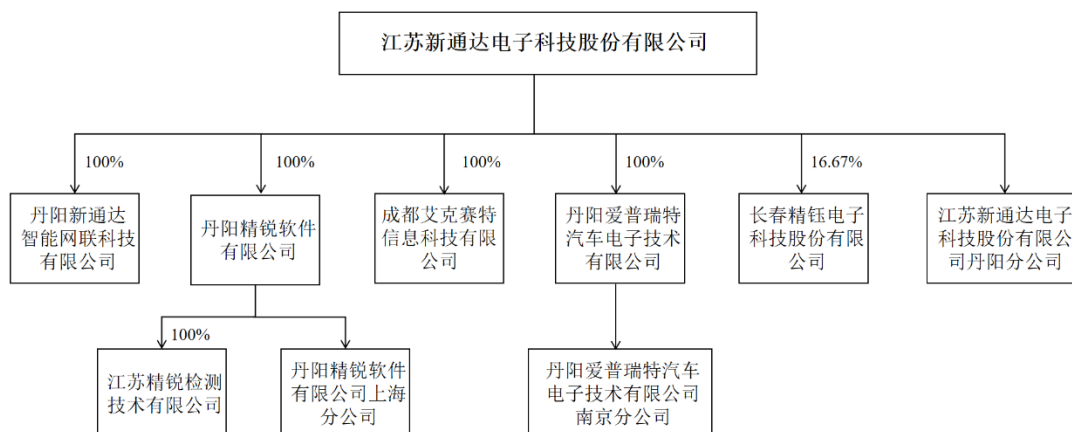 江苏新通达电子科技股份有限公司
100%
100%
100%
100%
16.67%
丹阳新通达
智能网联科技
有限公司
丹阳精锐软件
有限公司
成都艾克赛特
信息科技有限
公司
丹阳爱普瑞特
汽车电子技术
有限公司
长春精钰电子
科技股份有限
公司
江苏新通达电子
科技股份有限公
司丹阳分公司
100%
江苏精锐检测
技术有限公司
丹阳精锐软件
有限公司上海
分公司
丹阳爱普瑞特汽车
电子技术有限公司
南京分公司